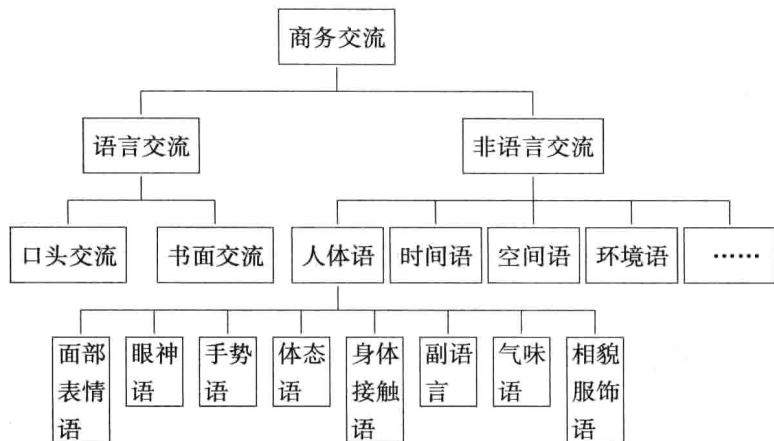 商务交流
语言交流
非语言交流
口头交流
书面交流
人体语
时间语
空间语
环境语
……
面部
表情
语
眼神
语
手势
语
体态
语
身体
接触
语
副语
言
气味
语
相貌
服饰
语